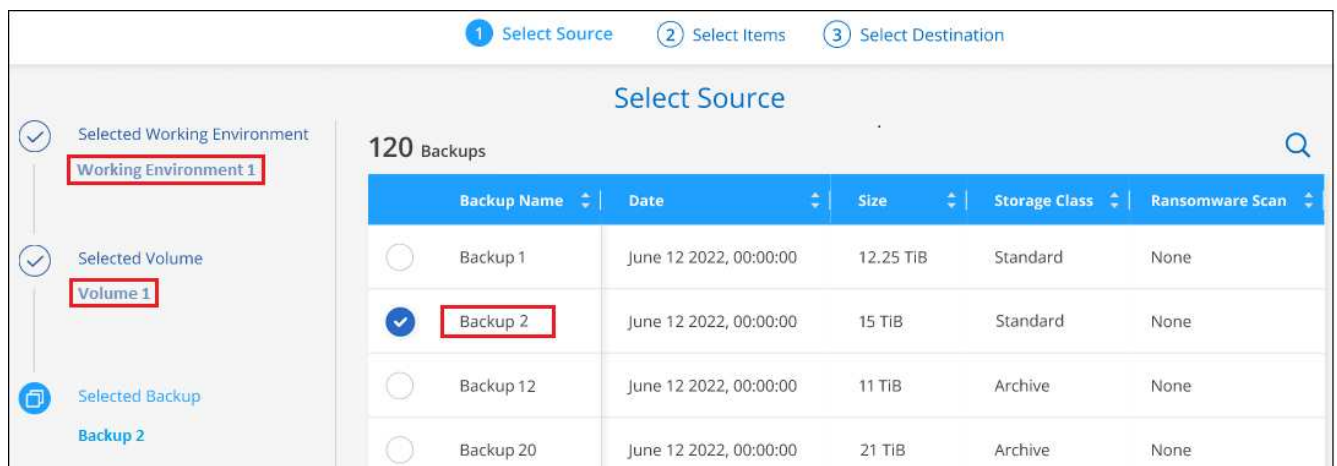 1 Select Source 2 Select Items 3 Select Destination
Select Source
Selected Working Environment
Working Environment 1
Selected Volume
Volume 1
Selected Backup
Backup 2
120 Backups
Backup Name Date Size Storage Class Ransomware Scan
Backup 1 June 12 2022, 00:00:00 12.25 TiB Standard None
Backup 2 June 12 2022, 00:00:00 15 TiB Standard None
Backup 12 June 12 2022, 00:00:00 11 TiB Archive None
Backup 20 June 12 2022, 00:00:00 21 TiB Archive None